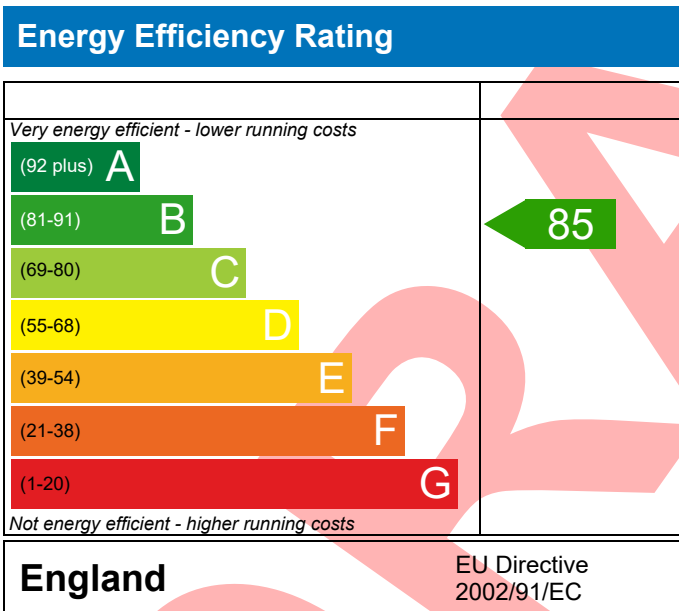 Energy Efficiency Rating
Very energy efficient - lower running costs
(92 plus) A
(81-91) B
85
(69-80) C
(55-68) D
(39-54) E
(21-38) F
(1-20) G
Not energy efficient - higher running costs
England
EU Directive
2002/91/EC